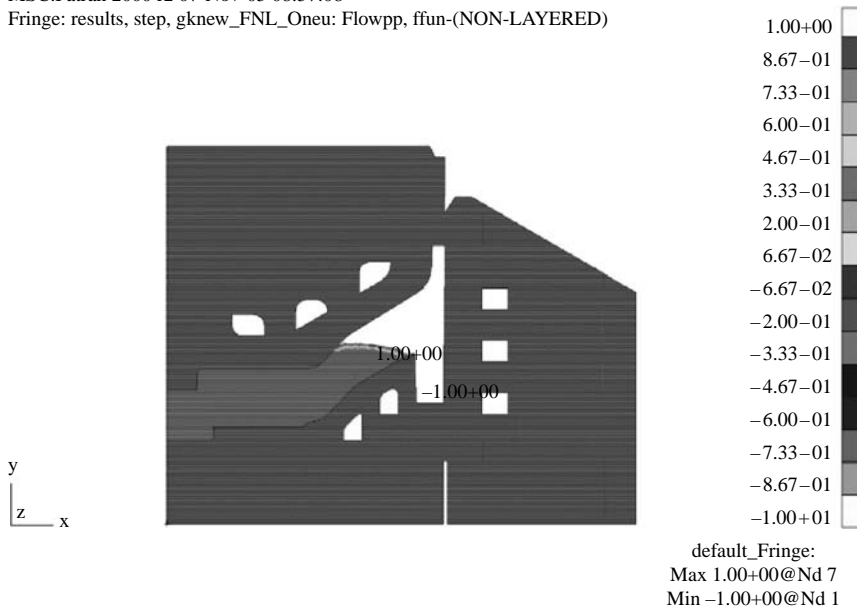 Fringe: results, step, gknew_FNL_Oneu: Flowpp, ffun-(NON-LAYERED)
1.00+00
8.67–01
7.33–01
6.00–01
4.67–01
3.33–01
2.00–01
6.67–02
–6.67–02
–2.00–01
–3.33–01
–4.67–01
–6.00–01
–7.33–01
–8.67–01
–1.00+01
1.00+00
–1.00+00
y
z
x
default_Fringe:
Max 1.00+00@Nd 7
Min –1.00+00@Nd 1